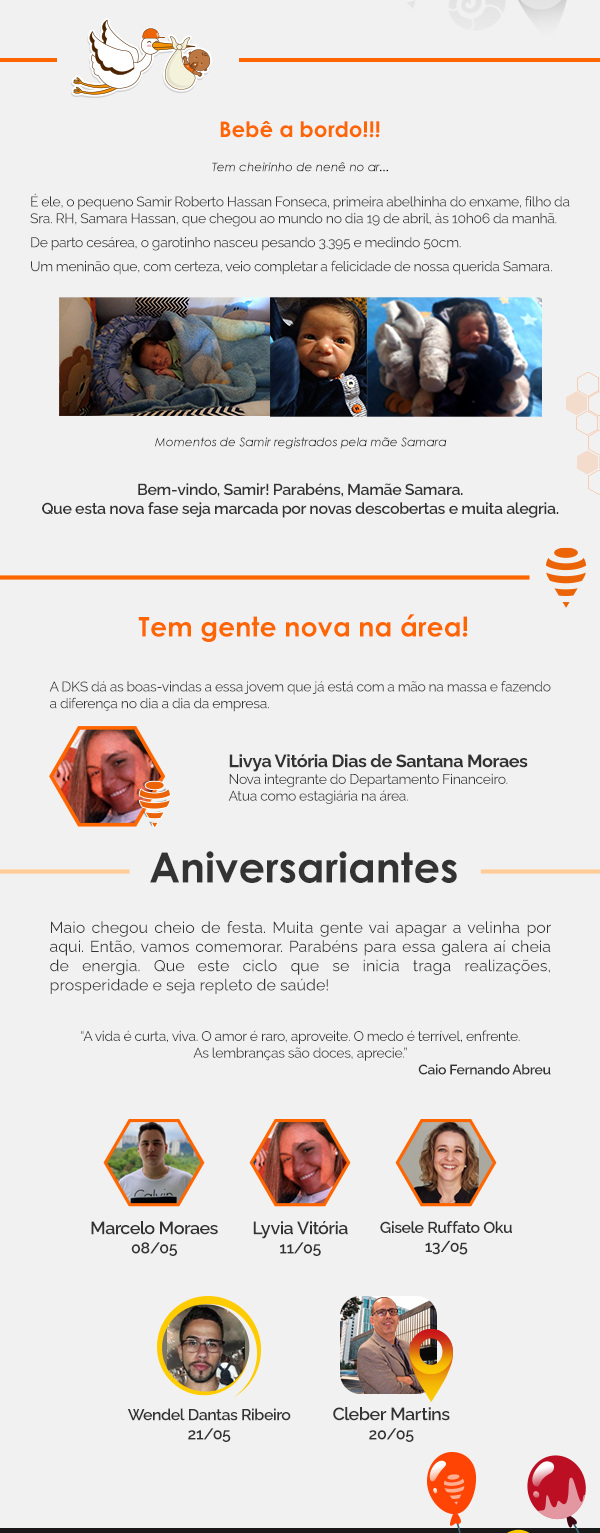 Bebê a bordo!!!
Tem cheirinho de nenê no ar...
É ele, o pequeno Samir Roberto Hassan Fonseca, primeira abelhinha do enxame, filho da
Sra. RH, Samara Hassan, que chegou ao mundo no dia 19 de abril, às 10h06 da manhã.
De parto cesárea, o garotinho nasceu pesando 3.395 e medindo 50cm.
Um meninão que, com certeza, veio completar a felicidade de nossa querida Samara.
Momentos de Samir registrados pela mãe Samara
Bem-vindo, Samir! Parabéns, Mamãe Samara.
Que esta nova fase seja marcada por novas descobertas e muita alegria.
Tem gente nova na área!
A DKS dá as boas-vindas a essa jovem que já está com a mão na massa e fazendo
a diferença no dia a dia da empresa.
Livya Vitória Dias de Santana Moraes
Nova integrante do Departamento Financeiro.
Atua como estagiária na área.
Aniversariantes
Maio chegou cheio de festa. Muita gente vai apagar a velinha por
aqui. Então, vamos comemorar. Parabéns para essa galera aí cheia
de energia. Que este ciclo que se inicia traga realizações,
prosperidade e seja repleto de saúde!
"A vida é curta, viva. O amor é raro, aproveite. O medo é terrível, enfrente.
As lembranças são doces, aprecie."
Caio Fernando Abreu
Calvin
Marcelo Moraes
08/05
Lyvia Vitória
11/05
Gisele Ruffato Oku
13/05
Wendel Dantas Ribeiro
21/05
Cleber Martins
20/05